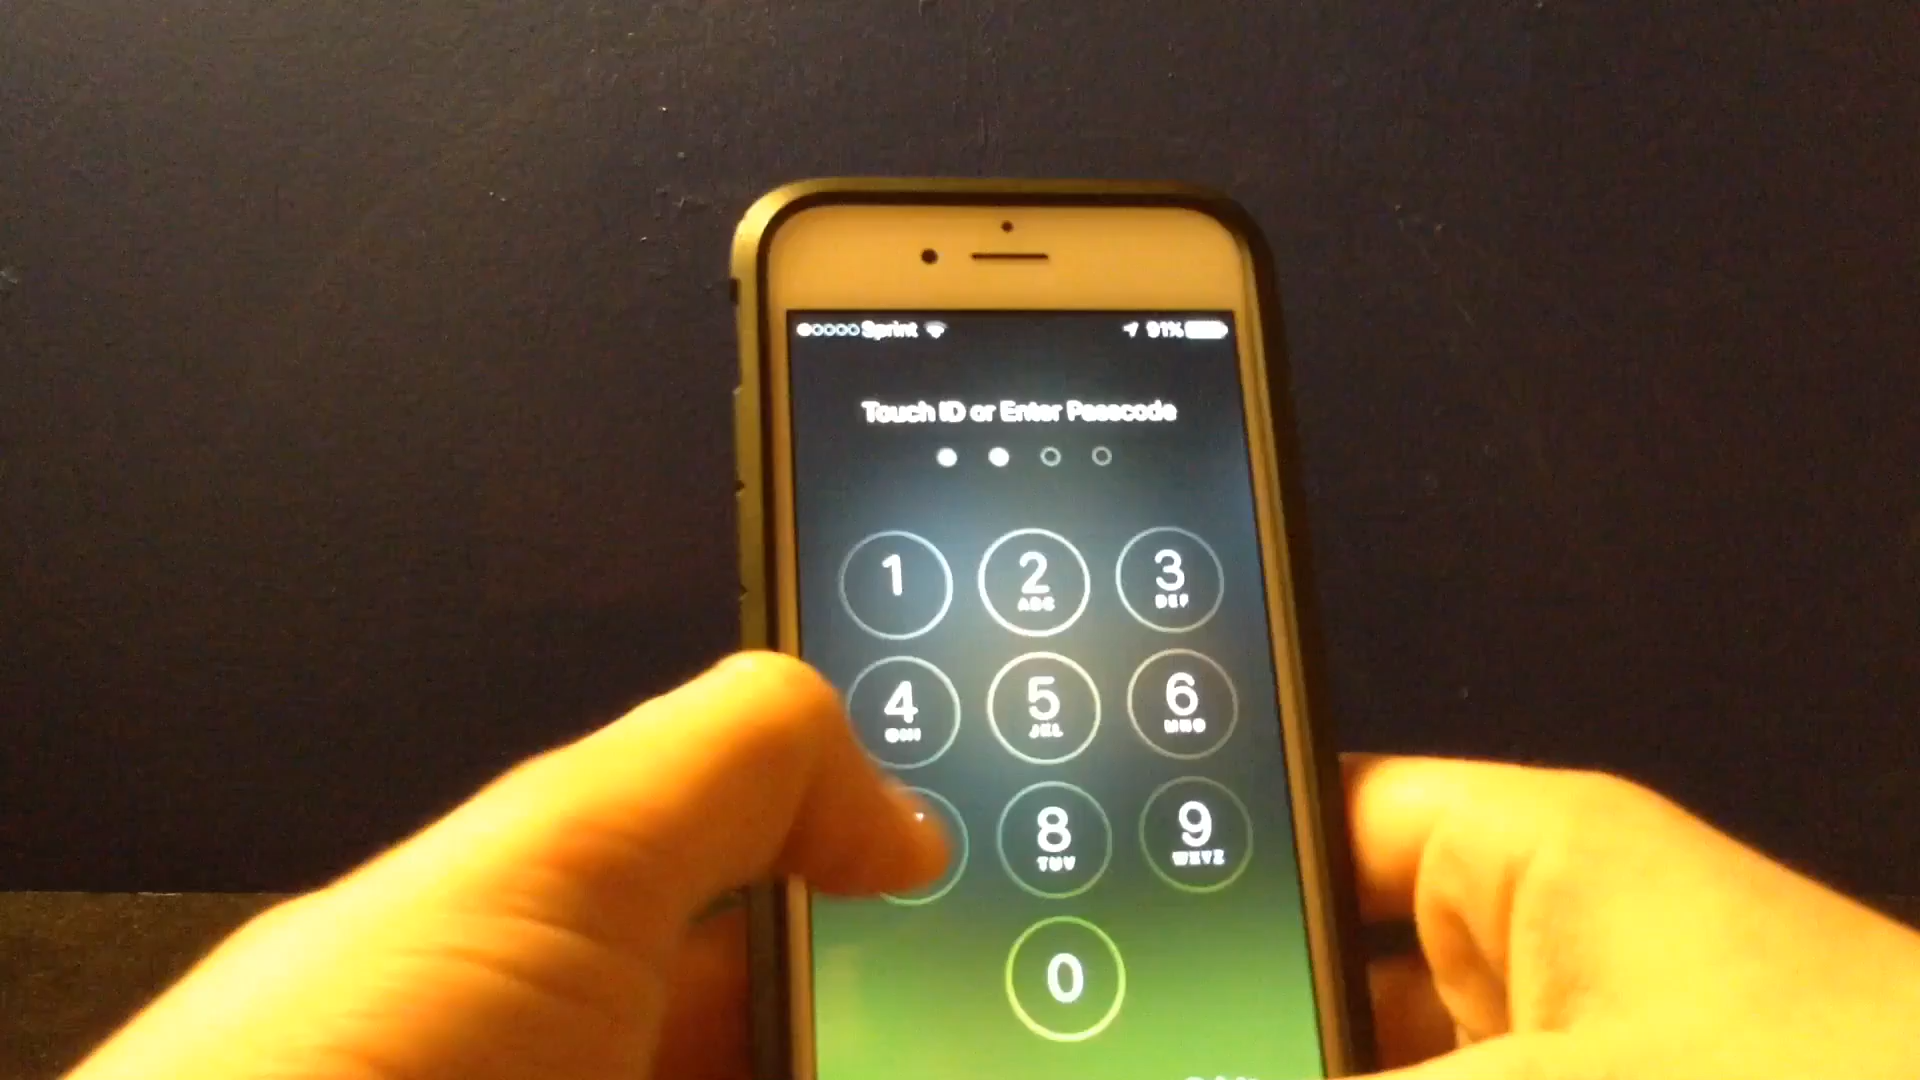 Sprint 91%
Touch ID or Enter Passcode
1 2 3
ABC DEF
4 5 6
GHI JKL MNO
8 9
TUV WXYZ
0